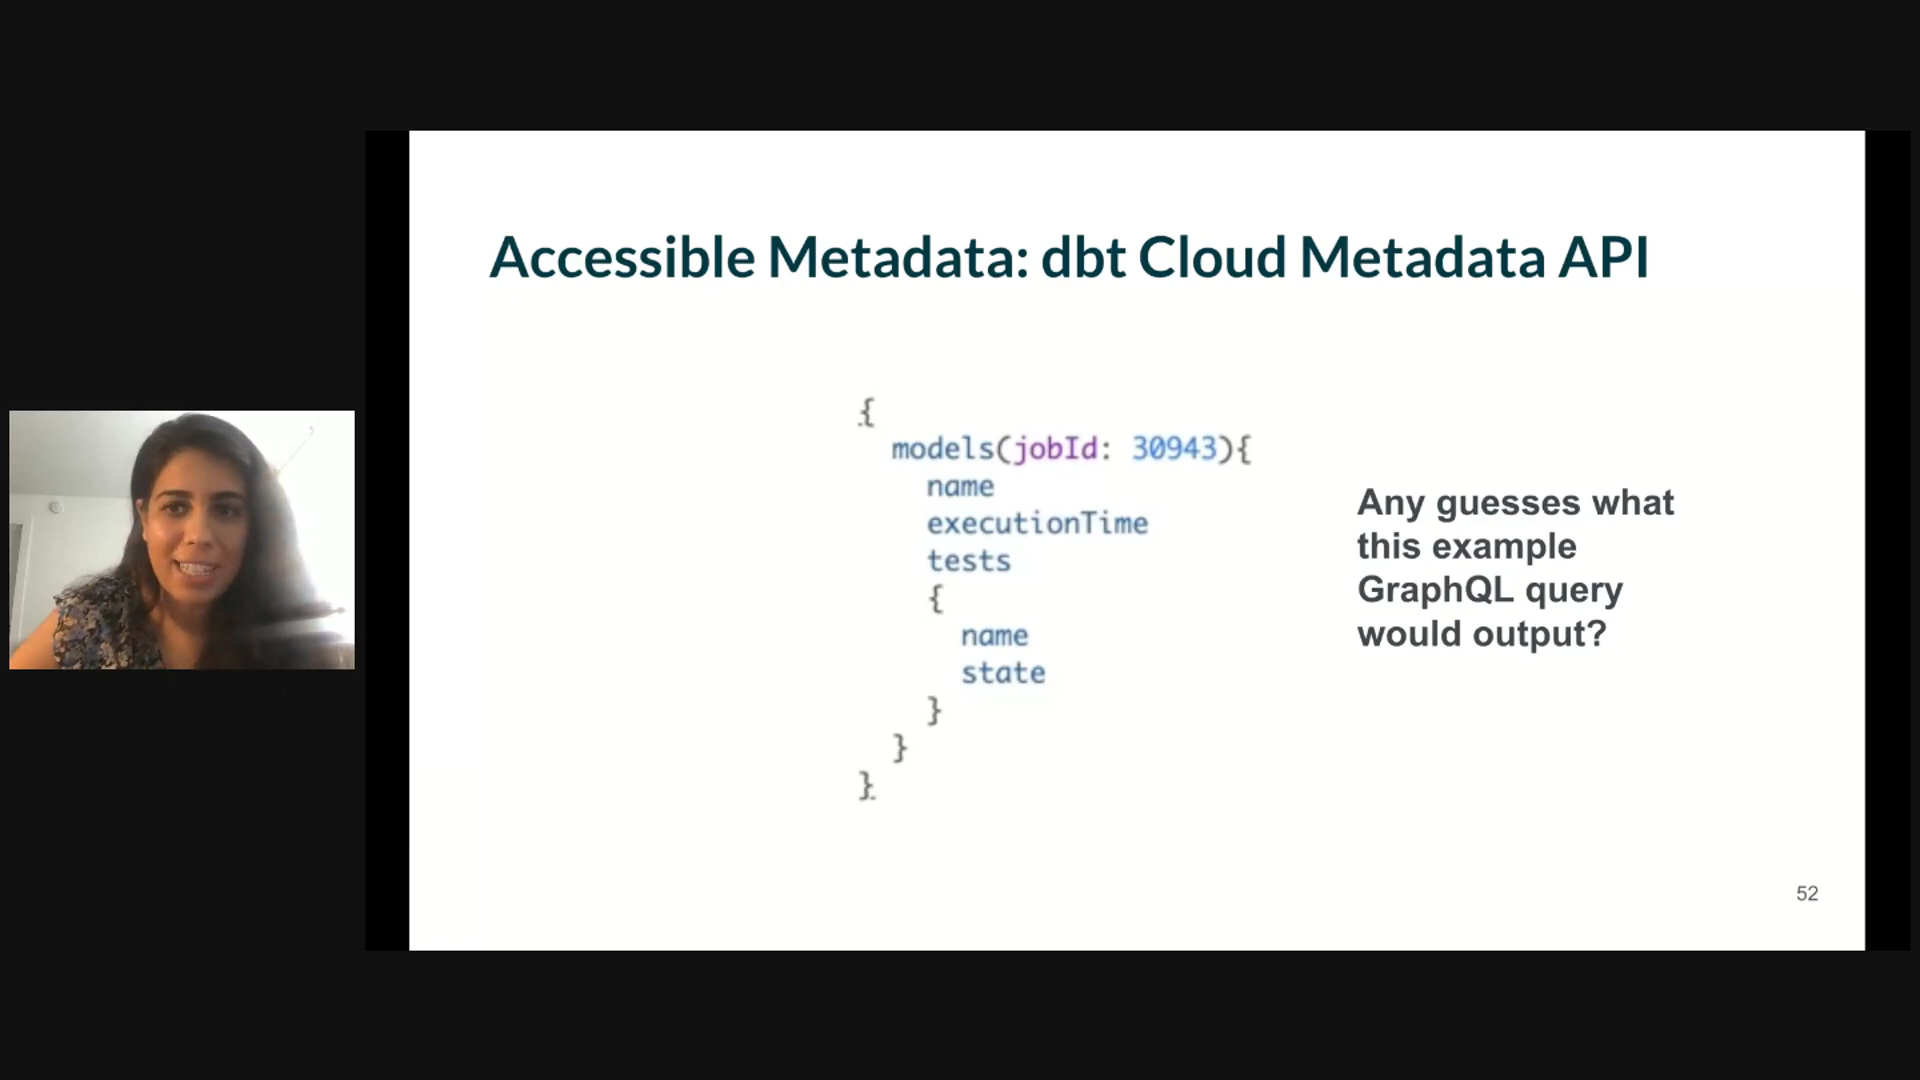 Accessible Metadata: dbt Cloud Metadata API
{
models(jobId: 30943){
name
executionTime
tests
{
name
state
}
}
}
Any guesses what
this example
GraphQL query
would output?
52